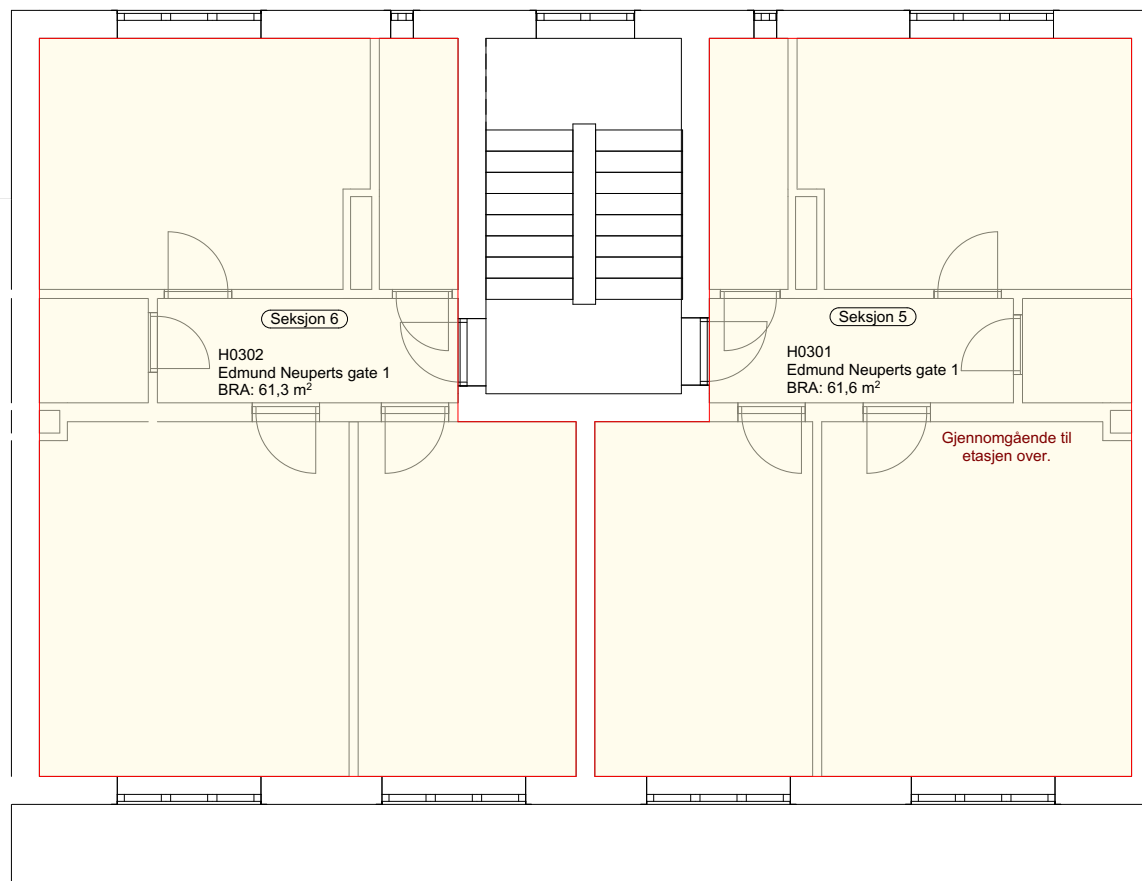 Seksjon 6
H0302
Edmund Neuperts gate 1
BRA: 61,3 m²
Seksjon 5
H0301
Edmund Neuperts gate 1
BRA: 61,6 m²
Gjennomgående til
etasjen over.